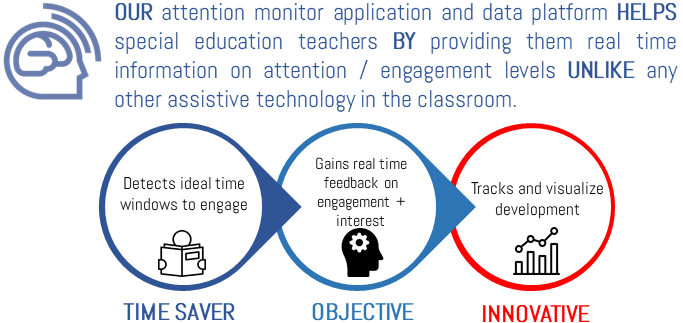 OUR attention monitor application and data platform HELPS
special education teachers BY providing them real time
information on attention / engagement levels UNLIKE any
other assistive technology in the classroom.
Detects ideal time
windows to engage
Gains real time
feedback on
engagement +
interest
Tracks and visualize
development
TIME SAVER
OBJECTIVE
INNOVATIVE